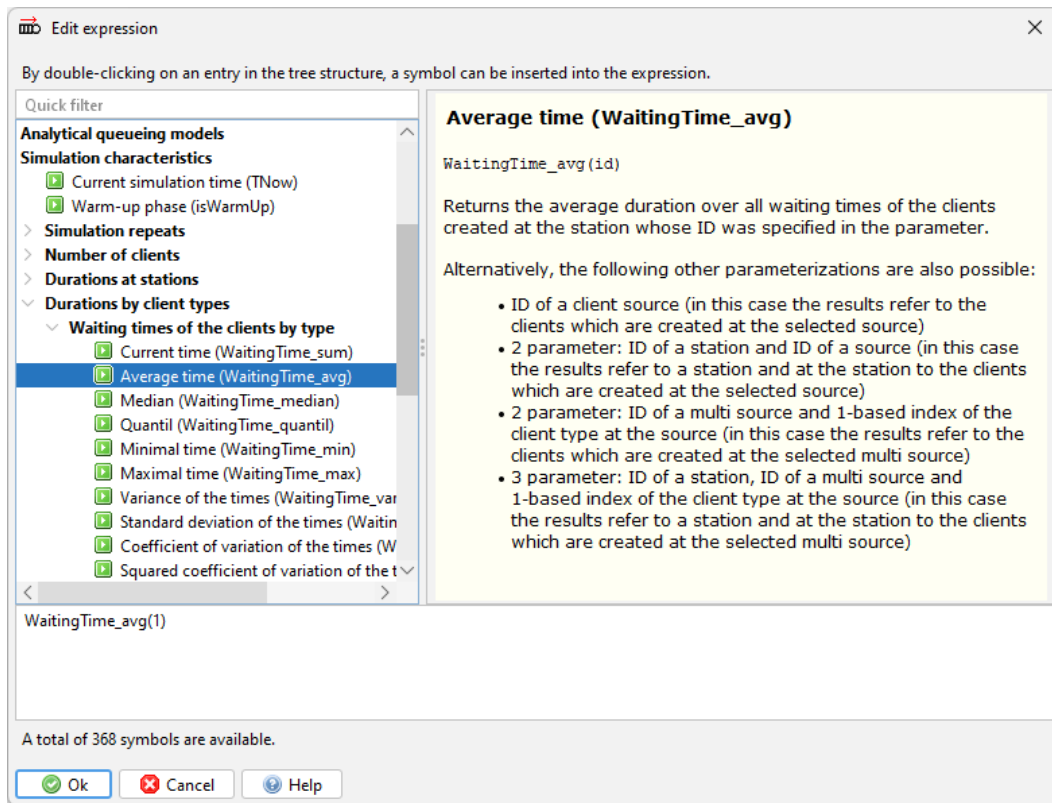 Edit expression
By double-clicking on an entry in the tree structure, a symbol can be inserted into the expression.
Quick filter
Analytical queueing models
Simulation characteristics
Current simulation time (TNow)
Warm-up phase (isWarmUp)
Simulation repeats
Number of clients
Durations at stations
Durations by client types
Waiting times of the clients by type
Current time (WaitingTime_sum)
Average time (WaitingTime_avg)
Median (WaitingTime_median)
Quantil (WaitingTime_quantil)
Minimal time (WaitingTime_min)
Maximal time (WaitingTime_max)
Variance of the times (WaitingTime_var
Standard deviation of the times (Waitin
Coefficient of variation of the times (W
Squared coefficient of variation of the t
Average time (WaitingTime_avg)
WaitingTime_avg(id)
Returns the average duration over all waiting times of the clients
created at the station whose ID was specified in the parameter.
Alternatively, the following other parameterizations are also possible:
• ID of a client source (in this case the results refer to the
clients which are created at the selected source)
• 2 parameter: ID of a station and ID of a source (in this case
the results refer to a station and at the station to the clients
which are created at the selected source)
• 2 parameter: ID of a multi source and 1-based index of the
client type at the source (in this case the results refer to the
clients which are created at the selected multi source)
• 3 parameter: ID of a station, ID of a multi source and
1-based index of the client type at the source (in this case
the results refer to a station and at the station to the clients
which are created at the selected multi source)
WaitingTime_avg(1)
A total of 368 symbols are available.
Ok
Cancel
Help